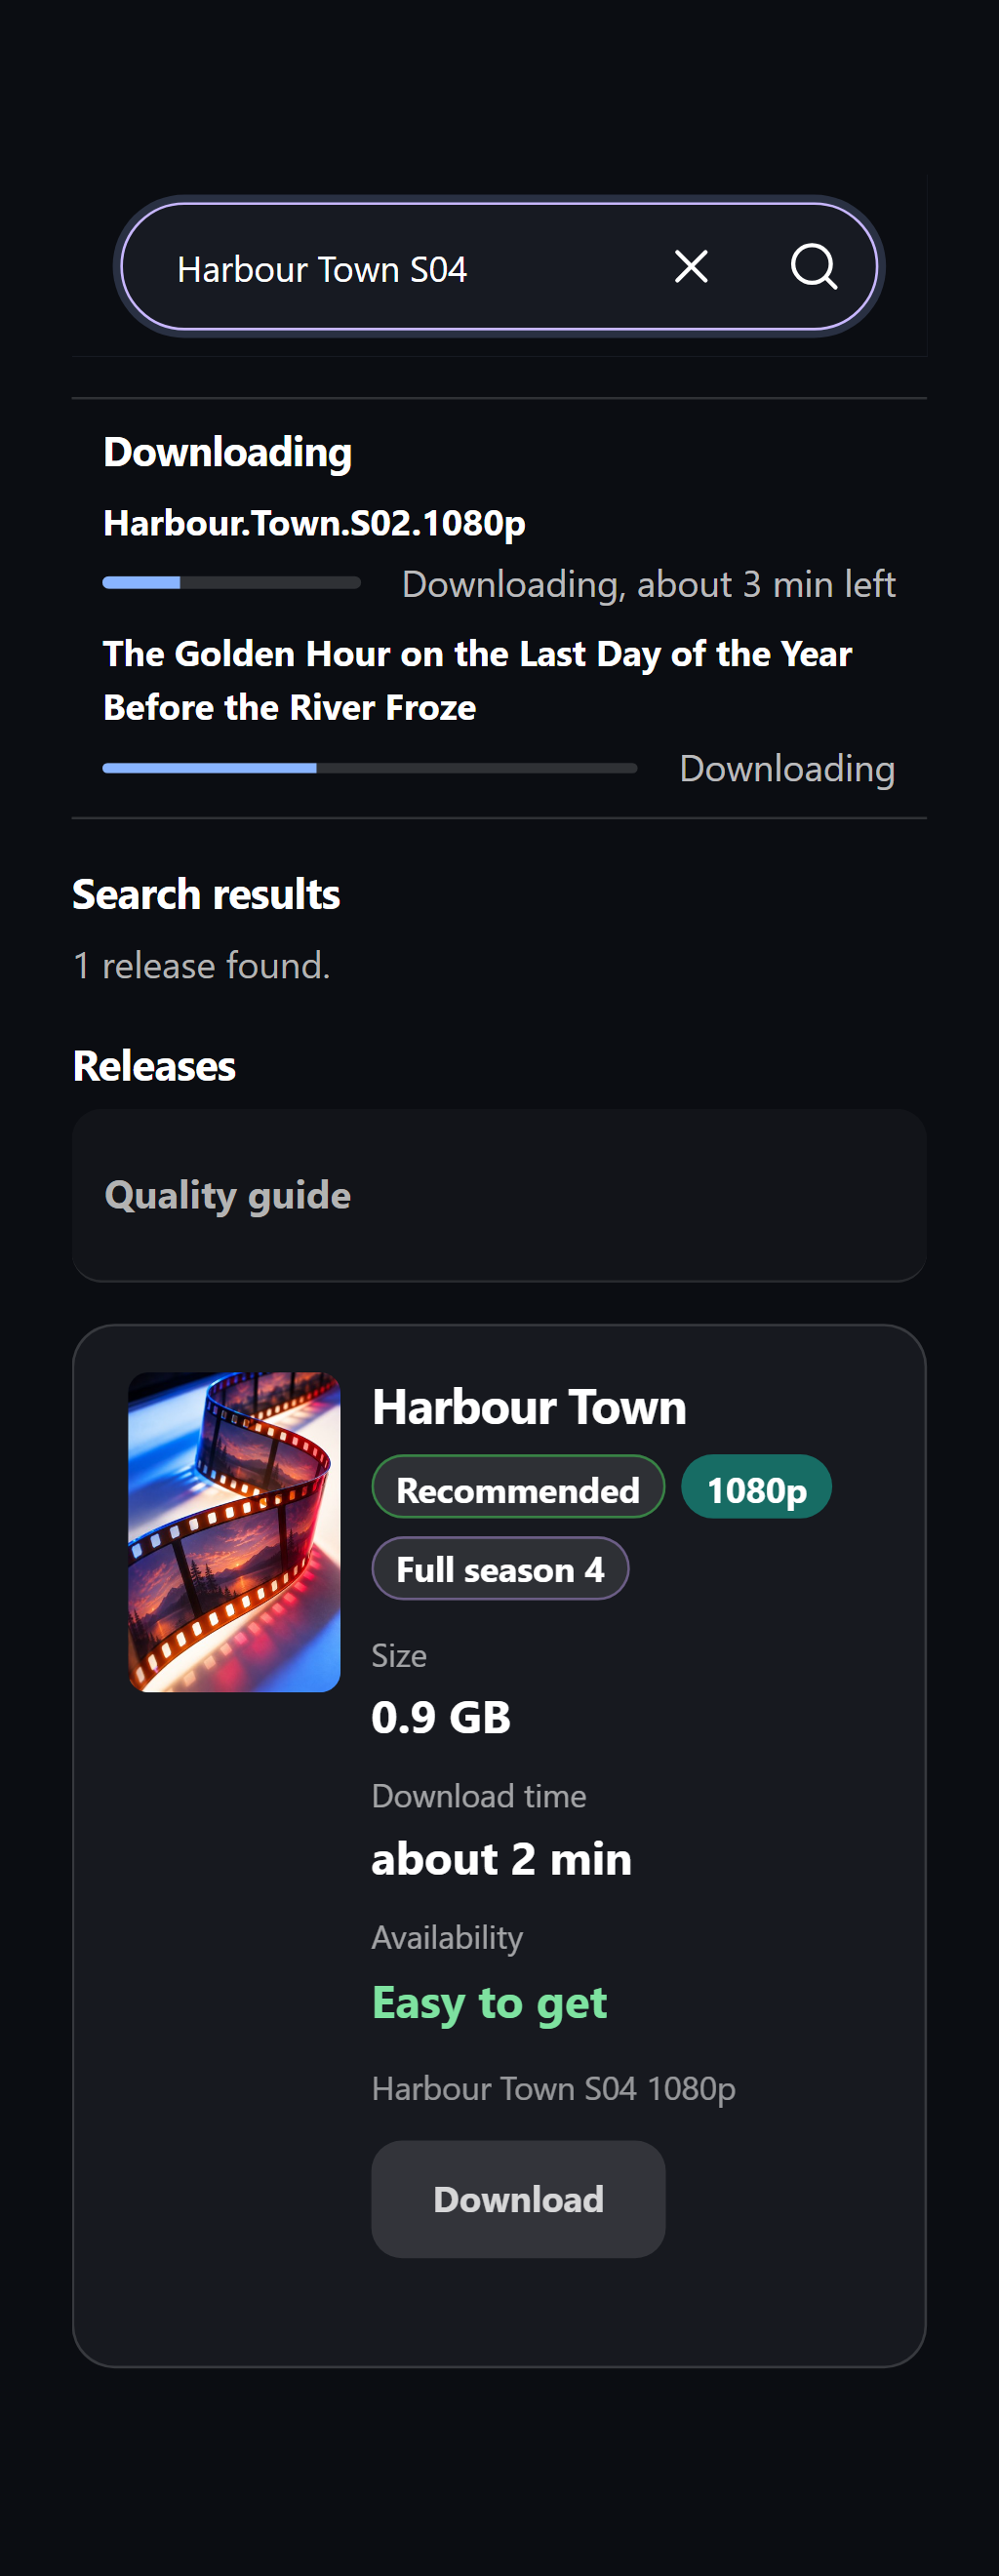 Harbour Town S04
Downloading
Harbour.Town.S02.1080p
Downloading, about 3 min left
The Golden Hour on the Last Day of the Year
Before the River Froze
Downloading
Search results
1 release found.
Releases
Quality guide
Harbour Town
Recommended
1080p
Full season 4
Size
0.9 GB
Download time
about 2 min
Availability
Easy to get
Harbour Town S04 1080p
Download